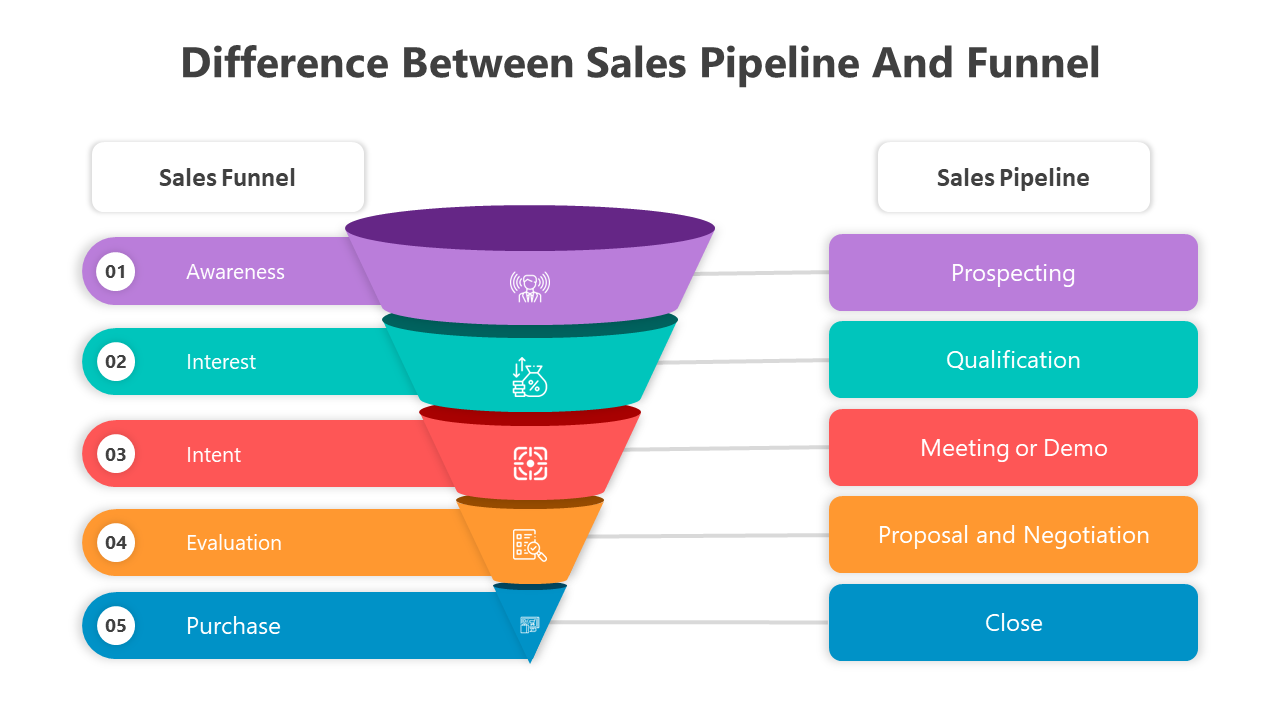 Difference Between Sales Pipeline And Funnel
Sales Funnel
Sales Pipeline
01
Awareness
Prospecting
02
Interest
%
Qualification
03
Intent
Meeting or Demo
04
Evaluation
Proposal and Negotiation
05
Purchase
Close